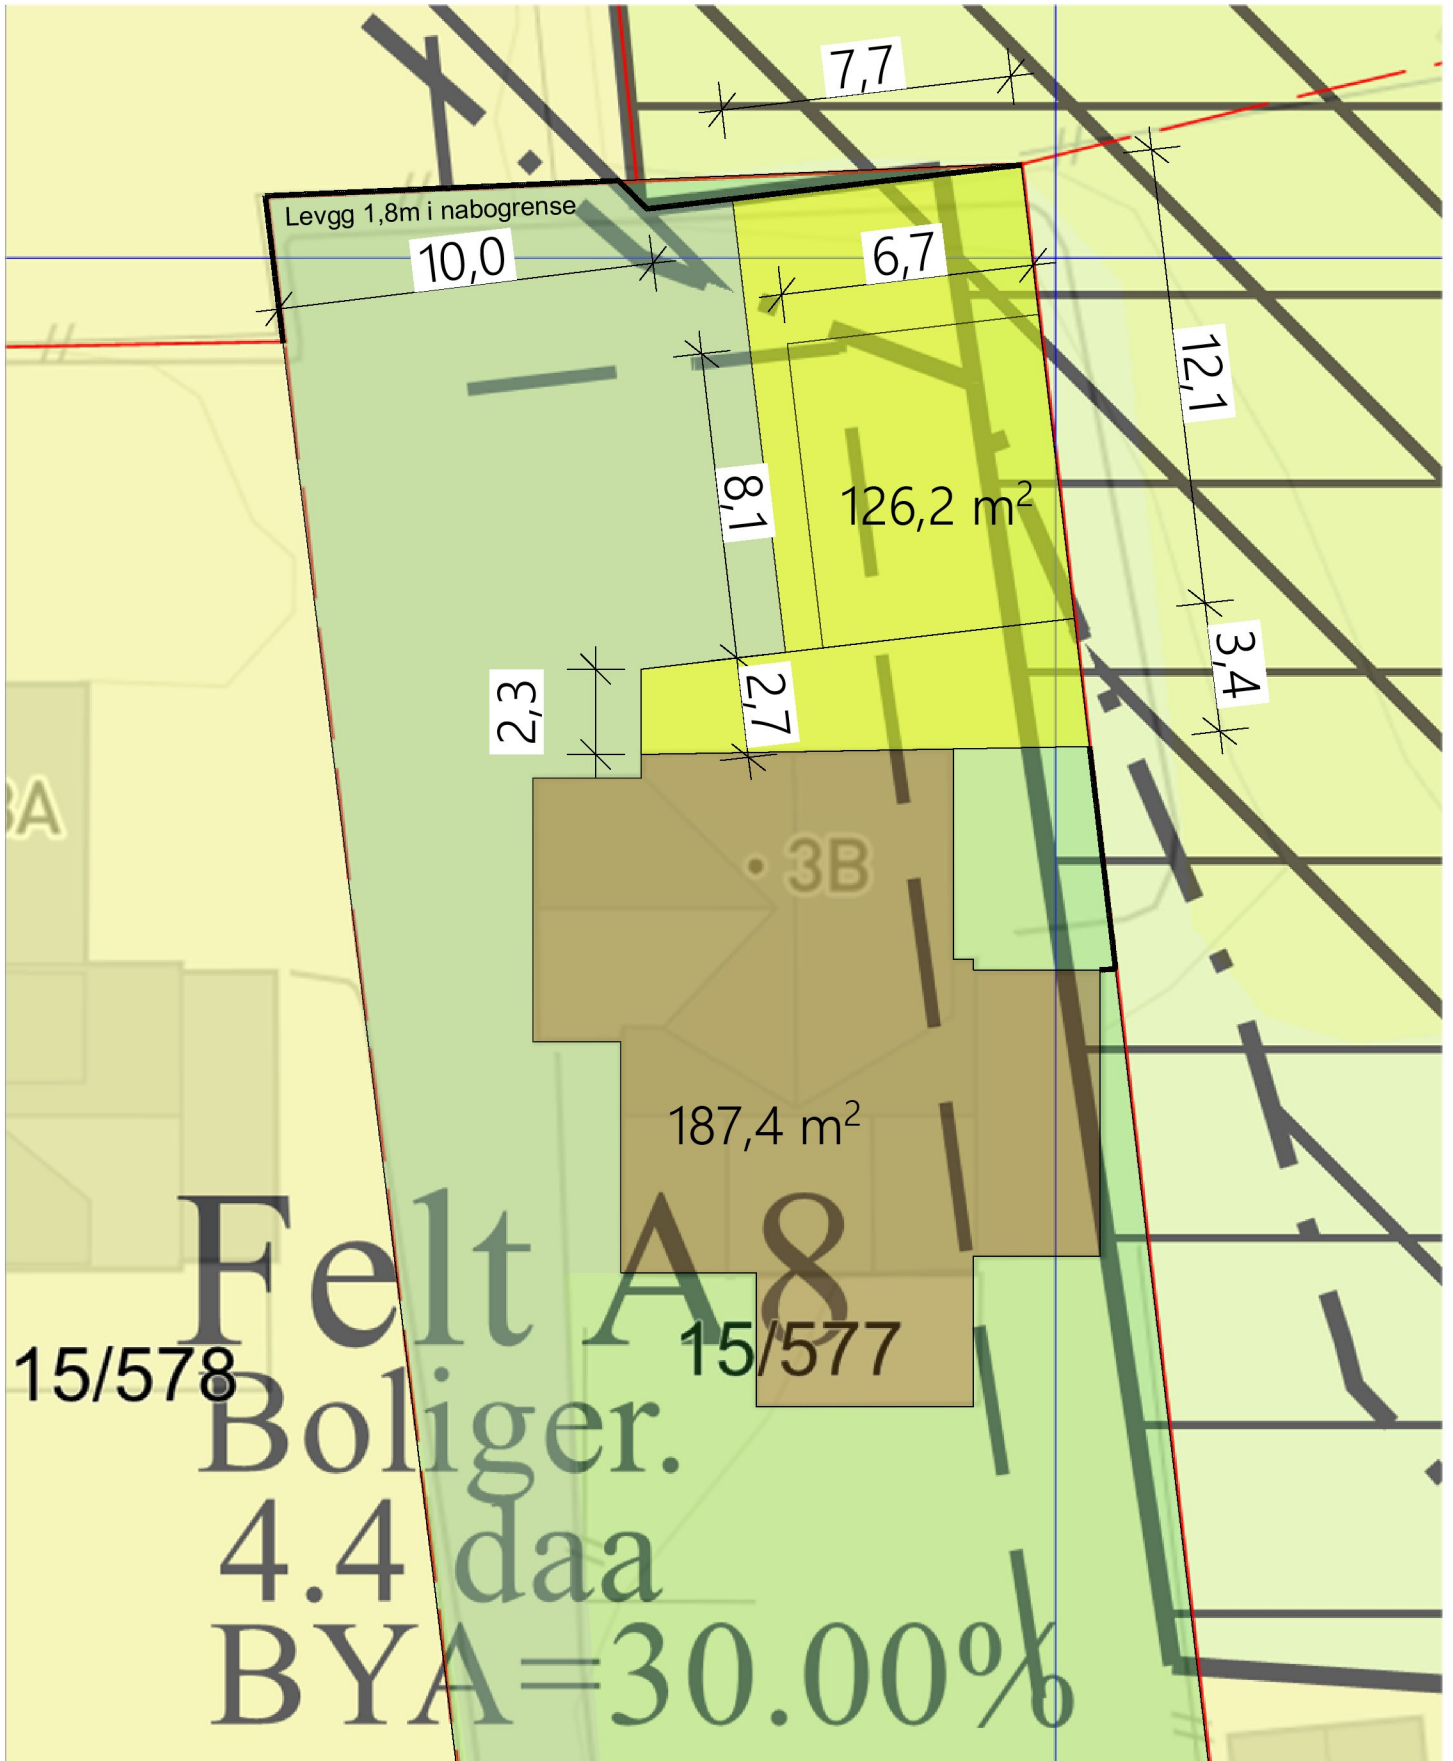 7,7
Levgg 1,8m i nabogrense
10,0
6,7
12,1
8,1
126,2 m²
3,4
2,3
2,7
3A
3B
187,4 m²
Felt A8
15/577
15/578
Boliger.
4.4 daa
BYA=30.00%